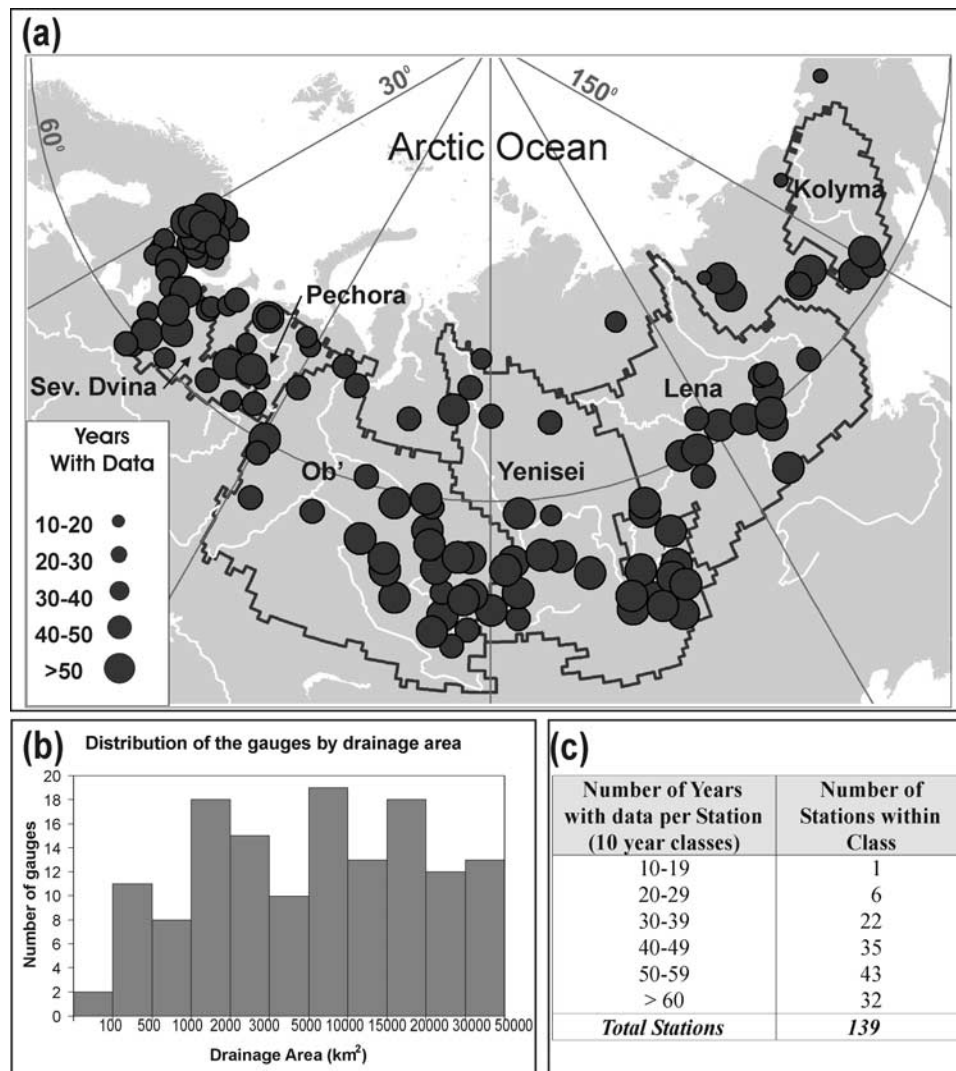 (a)
30⁰
150⁰
60⁰
Arctic Ocean
Kolyma
Pechora
Sev. Dvina
Lena
Ob'
Yenisei
Years
With Data
10-20
20-30
30-40
40-50
>50
(b) Distribution of the gauges by drainage area
Number of gauges
20
18
16
14
12
10
8
6
4
2
0
100 500 1000 2000 3000 5000 10000 15000 20000 30000 50000
Drainage Area (km²)
(c)
Number of Years with data per Station (10 year classes) Number of Stations within Class
10-19 1
20-29 6
30-39 22
40-49 35
50-59 43
> 60 32
Total Stations 139